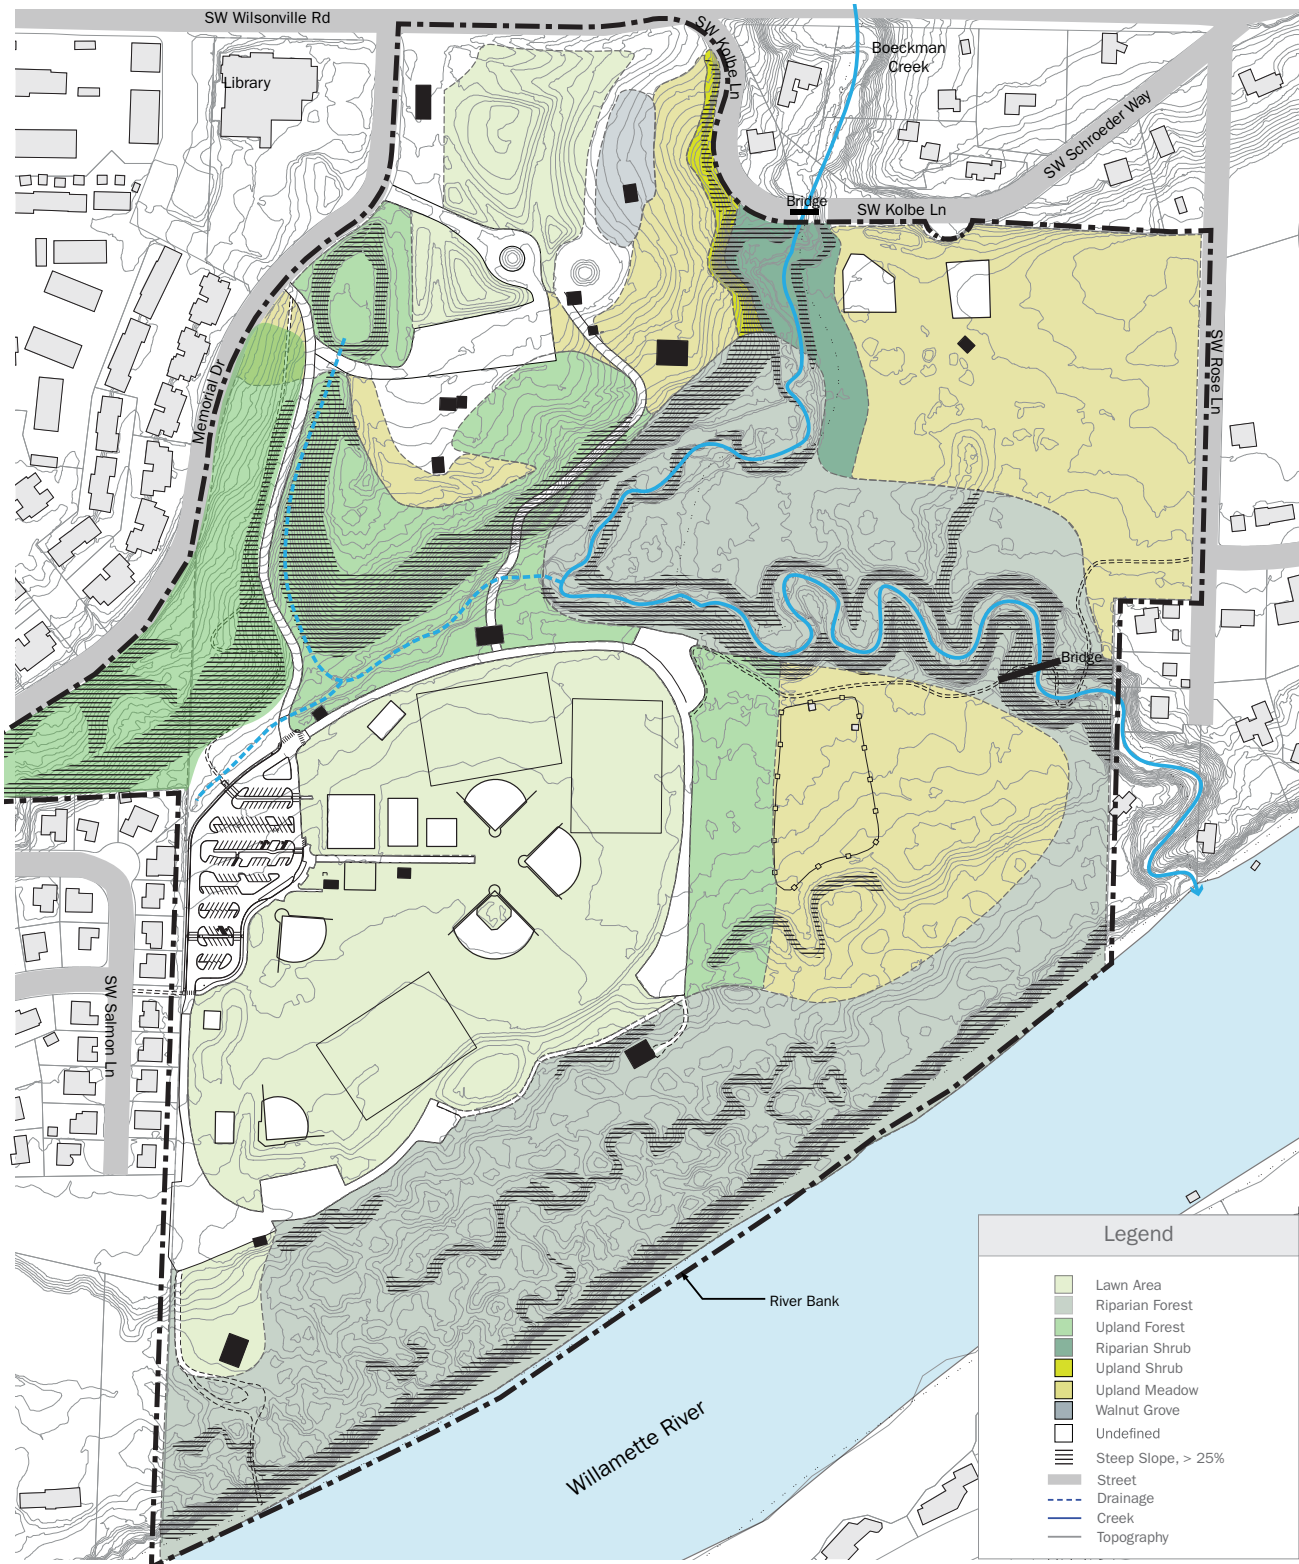 SW Wilsonville Rd
SW Kolbe Ln
Boeckman
Creek
Library
SW Schroeder Way
Bridge
SW Kolbe Ln
SW Rose Ln
Memorial Dr
Bridge
SW Salmon Ln
River Bank
Willamette River
Legend
Lawn Area
Riparian Forest
Upland Forest
Riparian Shrub
Upland Shrub
Upland Meadow
Walnut Grove
Undefined
Steep Slope, > 25%
Street
Drainage
Creek
Topography